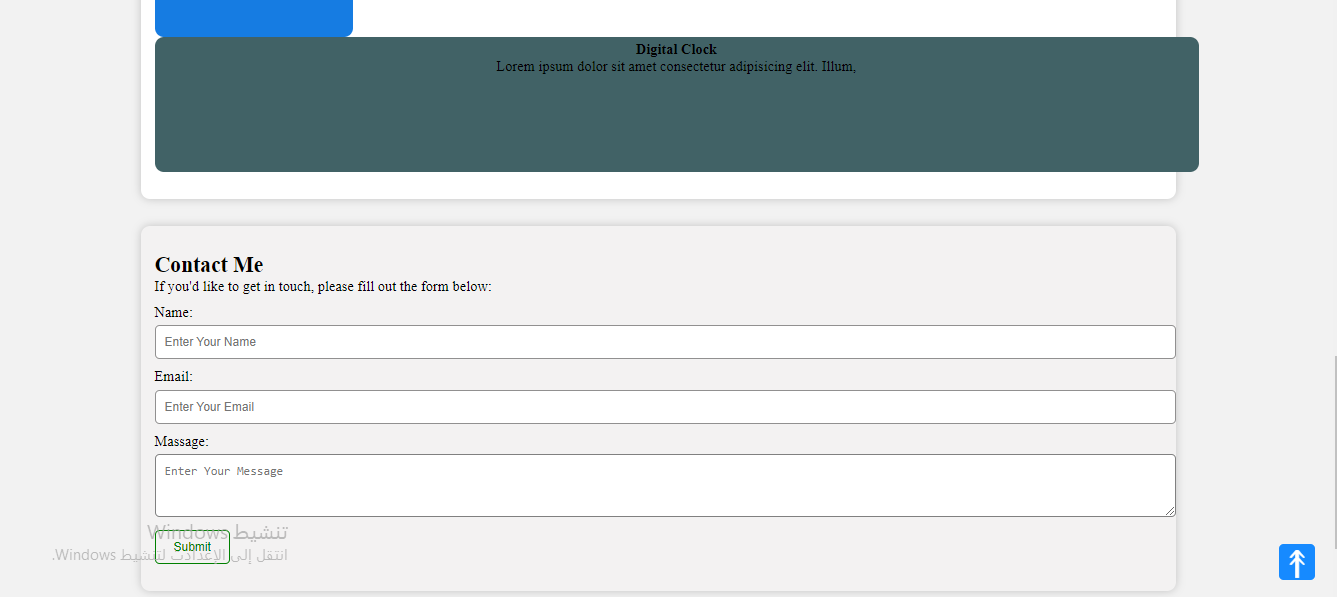 Digital Clock
Lorem ipsum dolor sit amet consectetur adipisicing elit. Illum,
Contact Me
If you'd like to get in touch, please fill out the form below:
Name:
Enter Your Name
Email:
Enter Your Email
Massage:
Enter Your Message
تنشيط Windows
Submit
انتقل إلى الإعدادت لتنشيط Windows.